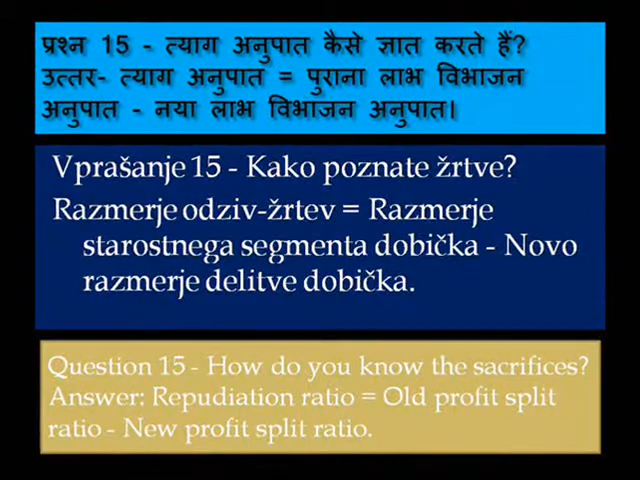 प्रश्न 15 - त्याग अनुपात कैसे ज्ञात करते हैं?
उत्तर- त्याग अनुपात = पुराना लाभ विभाजन
अनुपात - नया लाभ विभाजन अनुपात।
Vprašanje 15 - Kako poznate žrtve?
Razmerje odziv-žrtev = Razmerje
starostnega segmenta dobička - Novo
razmerje delitve dobička.
Question 15 - How do you know the sacrifices?
Answer: Repudiation ratio = Old profit split
ratio - New profit split ratio.